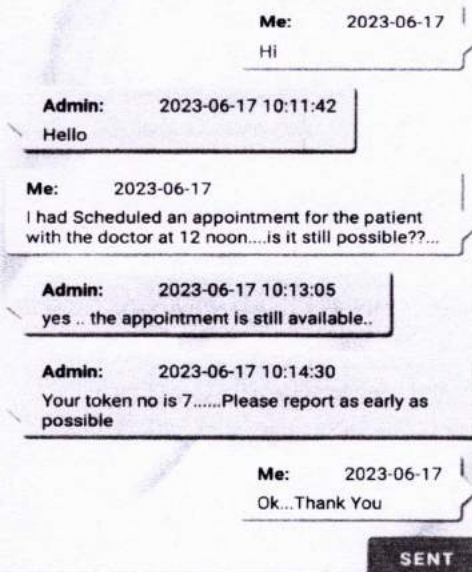 Me: 2023-06-17
Hi
Admin: 2023-06-17 10:11:42
Hello
Me: 2023-06-17
I had Scheduled an appointment for the patient
with the doctor at 12 noon....is it still possible??...
Admin: 2023-06-17 10:13:05
yes .. the appointment is still available..
Admin: 2023-06-17 10:14:30
Your token no is 7......Please report as early as
possible
Me: 2023-06-17
Ok...Thank You
SENT